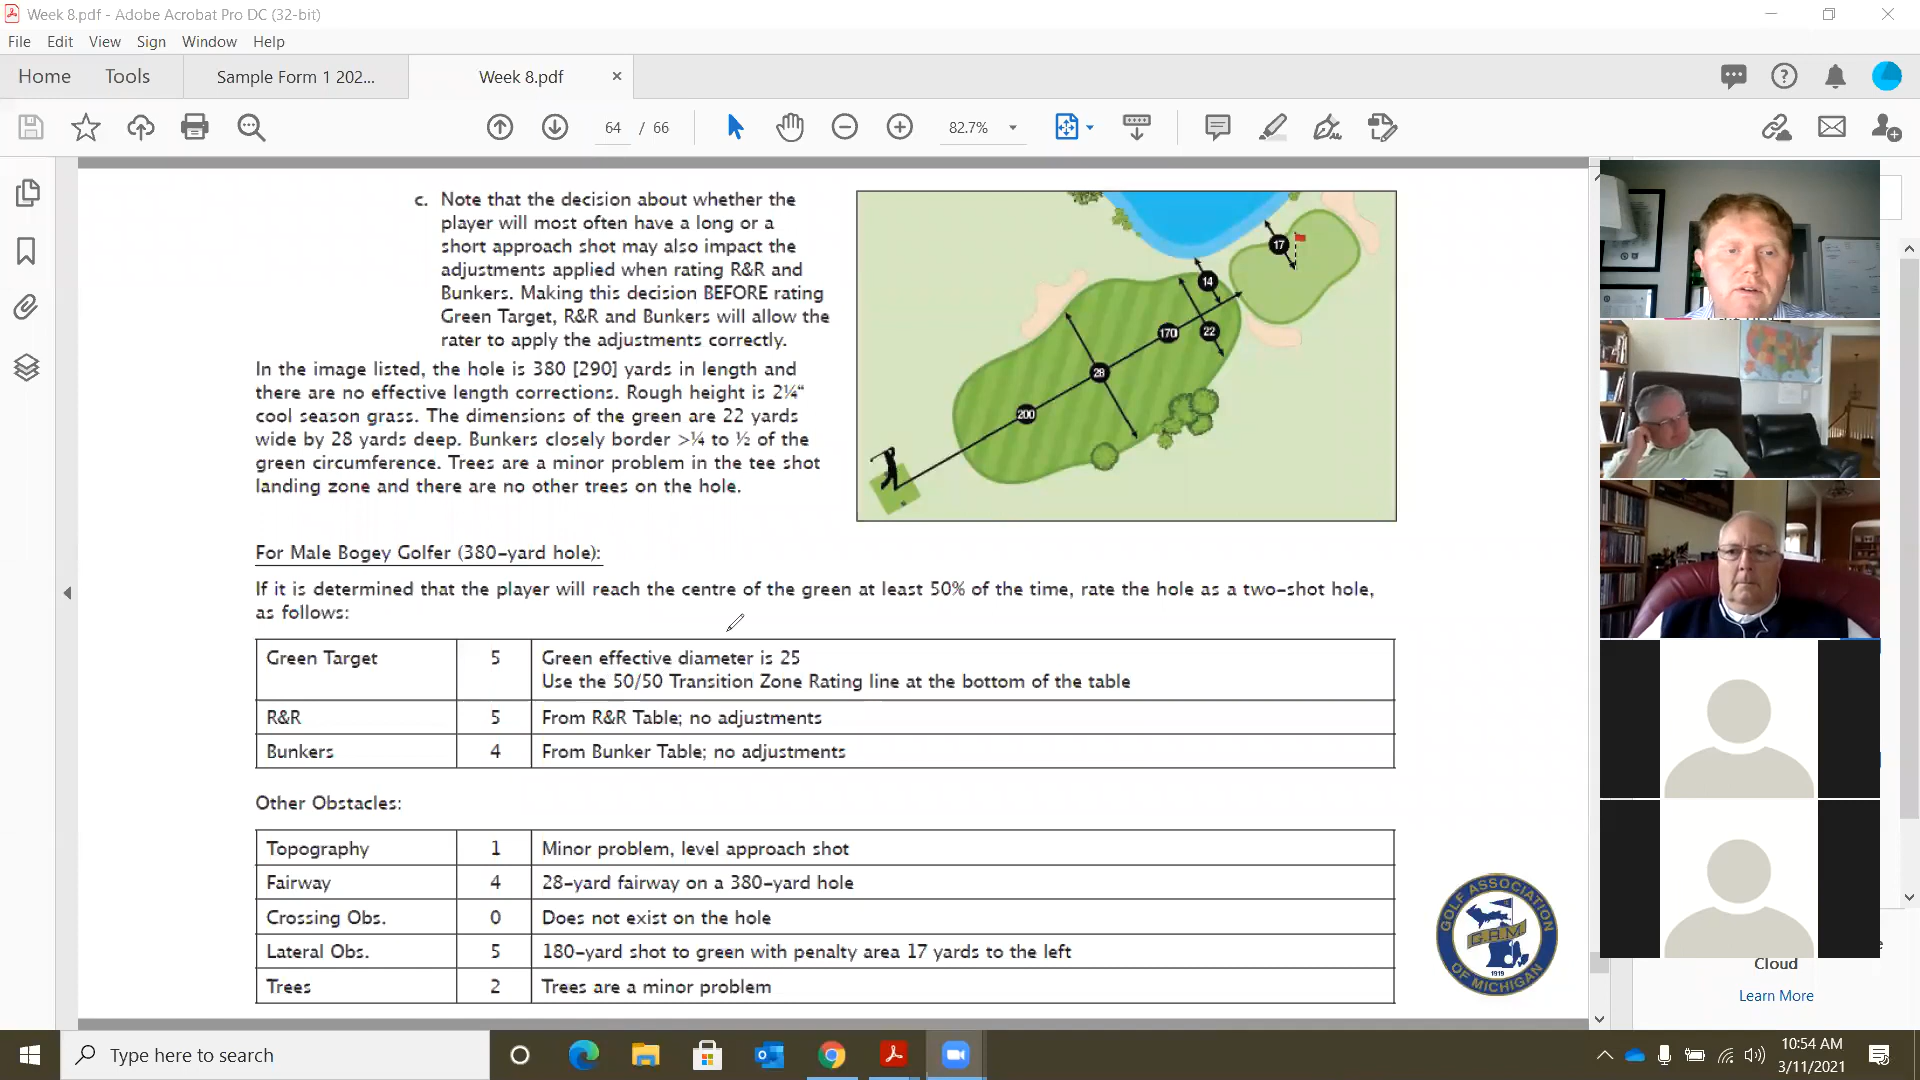 Week 8.pdf - Adobe Acrobat Pro DC (32-bit)
File Edit View Sign Window Help
Home Tools Sample Form 1 202... Week 8.pdf ×
64 / 66 82.7%
c. Note that the decision about whether the
player will most often have a long or a
short approach shot may also impact the
adjustments applied when rating R&R and
Bunkers. Making this decision BEFORE rating
Green Target, R&R and Bunkers will allow the
rater to apply the adjustments correctly.
In the image listed, the hole is 380 [290] yards in length and
there are no effective length corrections. Rough height is 2¼“
cool season grass. The dimensions of the green are 22 yards
wide by 28 yards deep. Bunkers closely border >¼ to ½ of the
green circumference. Trees are a minor problem in the tee shot
landing zone and there are no other trees on the hole.
17
14
170
22
28
200
For Male Bogey Golfer (380-yard hole):
If it is determined that the player will reach the centre of the green at least 50% of the time, rate the hole as a two-shot hole,
as follows:
Green Target 5 Green effective diameter is 25
Use the 50/50 Transition Zone Rating line at the bottom of the table
R&R 5 From R&R Table; no adjustments
Bunkers 4 From Bunker Table; no adjustments
Other Obstacles:
Topography 1 Minor problem, level approach shot
Fairway 4 28-yard fairway on a 380-yard hole
Crossing Obs. 0 Does not exist on the hole
Lateral Obs. 5 180-yard shot to green with penalty area 17 yards to the left
Trees 2 Trees are a minor problem
GOLF ASSOCIATION
G.A.M
1919
OF MICHIGAN
Cloud
Learn More
Type here to search
10:54 AM
3/11/2021